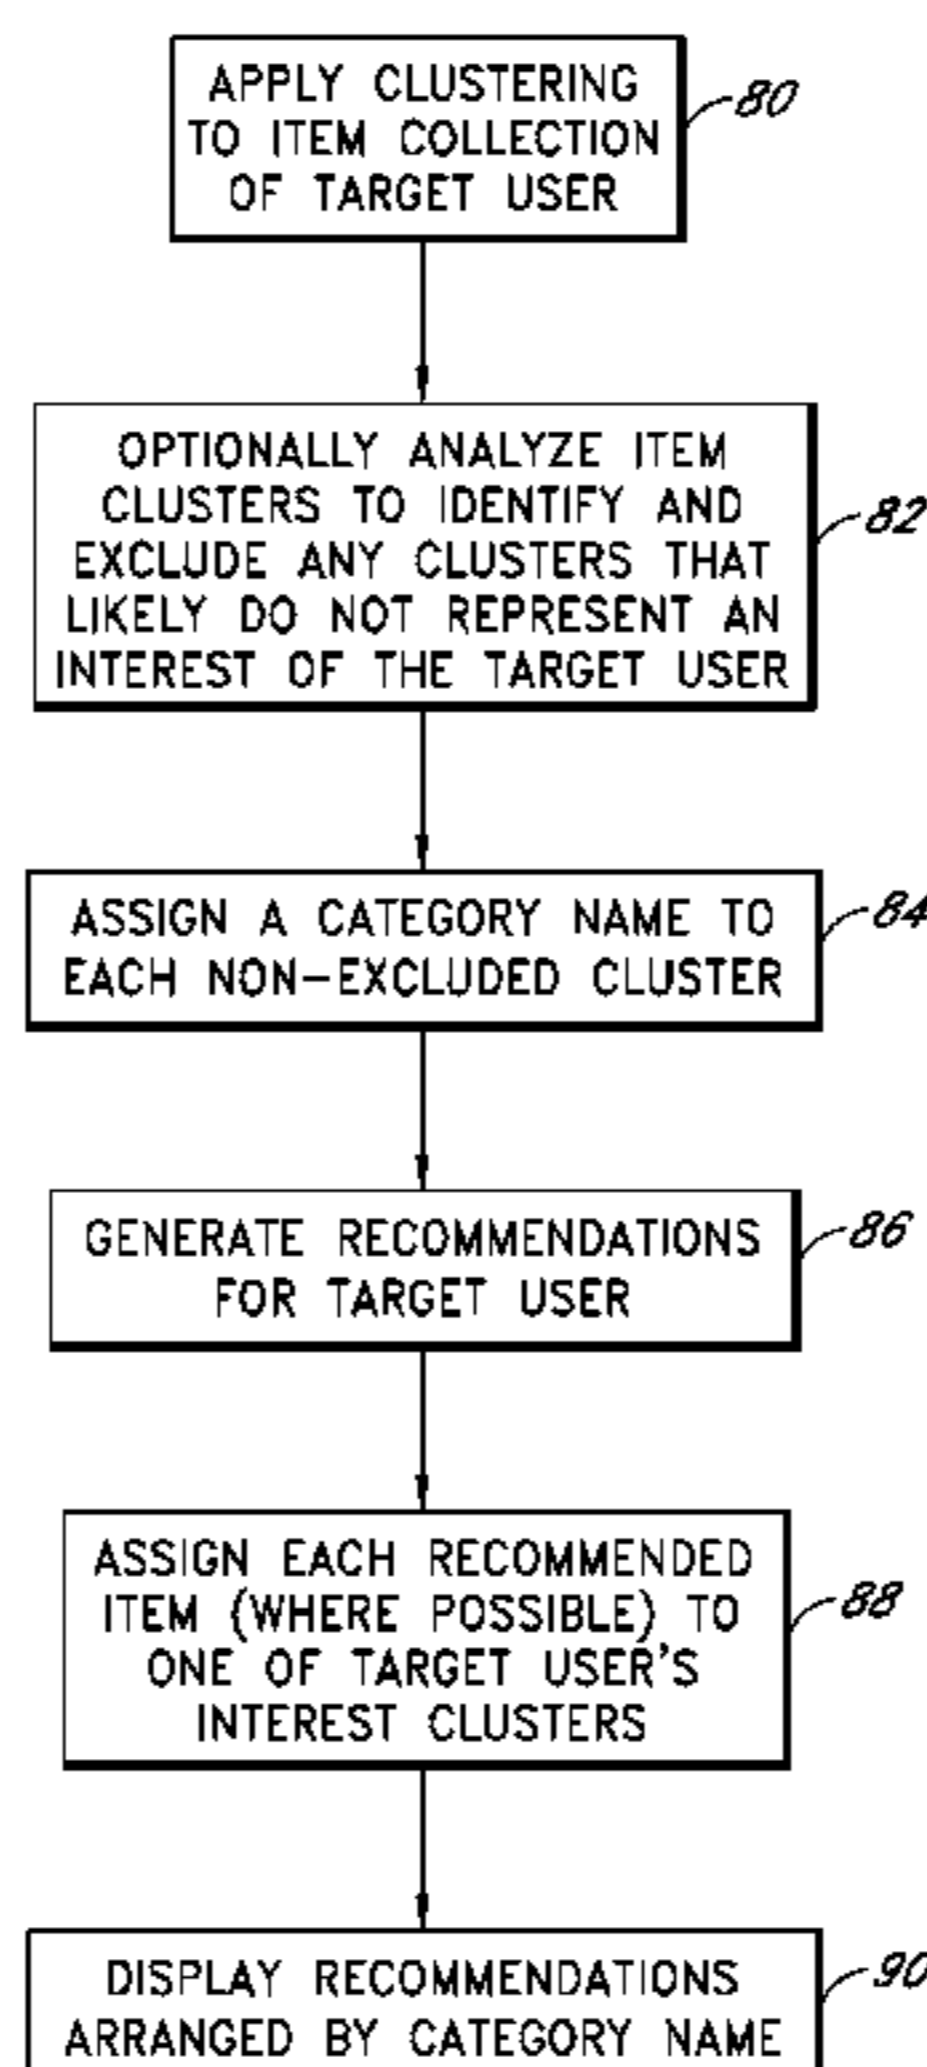 APPLY CLUSTERING
TO ITEM COLLECTION
OF TARGET USER
80
OPTIONALLY ANALYZE ITEM
CLUSTERS TO IDENTIFY AND
EXCLUDE ANY CLUSTERS THAT
LIKELY DO NOT REPRESENT AN
INTEREST OF THE TARGET USER
82
ASSIGN A CATEGORY NAME TO
EACH NON-EXCLUDED CLUSTER
84
GENERATE RECOMMENDATIONS
FOR TARGET USER
86
ASSIGN EACH RECOMMENDED
ITEM (WHERE POSSIBLE) TO
ONE OF TARGET USER'S
INTEREST CLUSTERS
88
DISPLAY RECOMMENDATIONS
ARRANGED BY CATEGORY NAME
90